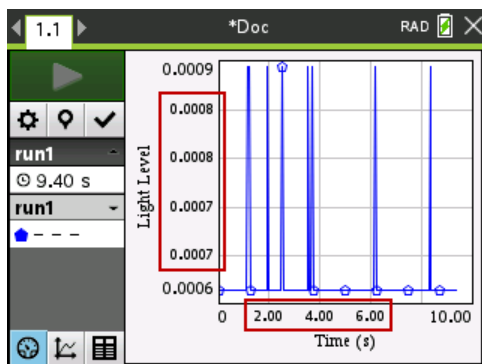 1.1 *Doc RAD
run1
9.40 s
run1
Light Level
0.0009
0.0008
0.0008
0.0007
0.0007
0.0006
0 2.00 4.00 6.00 10.00
Time (s)